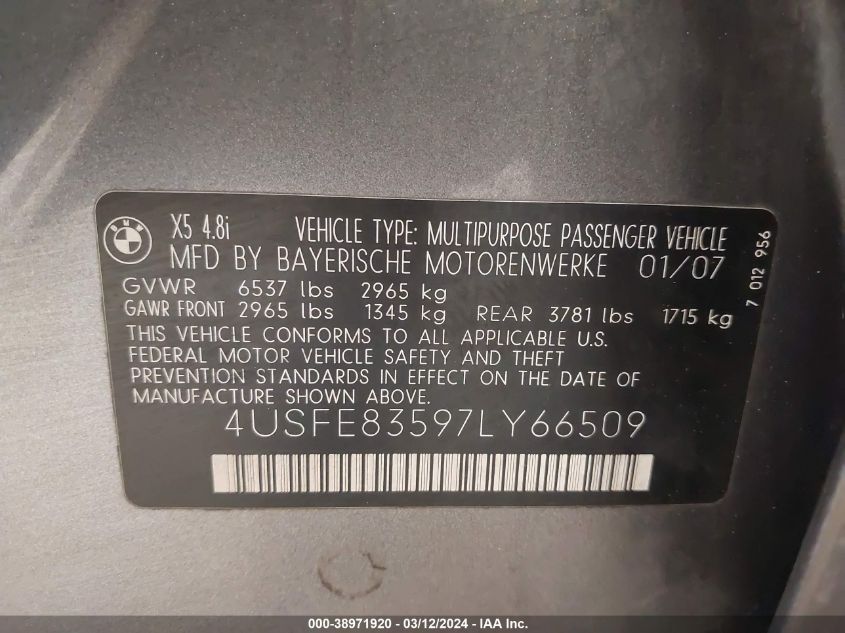 BMW
X5 4.8i VEHICLE TYPE: MULTIPURPOSE PASSENGER VEHICLE
MFD BY BAYERISCHE MOTORENWERKE 01/07
GVWR 6537 lbs 2965 kg
GAWR FRONT 2965 lbs 1345 kg REAR 3781 lbs 1715 kg
THIS VEHICLE CONFORMS TO ALL APPLICABLE U.S.
FEDERAL MOTOR VEHICLE SAFETY AND THEFT
PREVENTION STANDARDS IN EFFECT ON THE DATE OF
MANUFACTURE SHOWN ABOVE.
4USFE83597LY66509
7 012 956
000-38971920 - 03/12/2024 - IAA Inc.